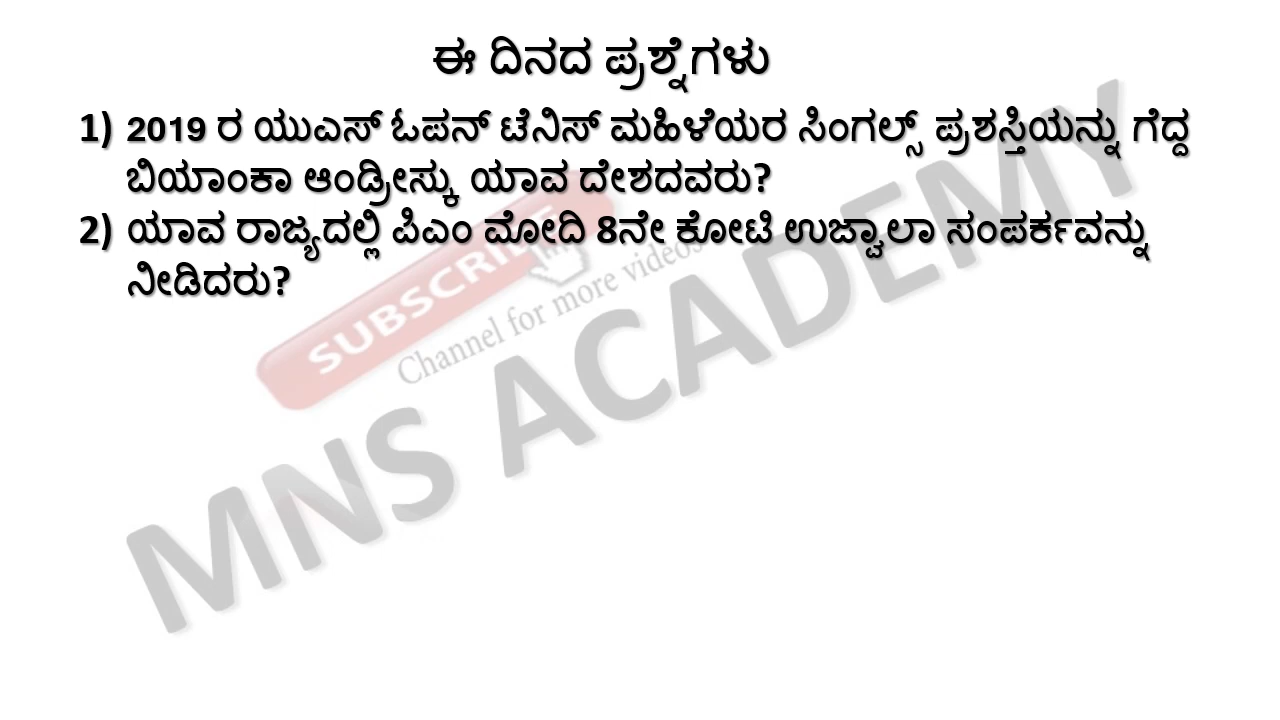 ಈ ದಿನದ ಪ್ರಶ್ನೆಗಳು
1) 2019 ರ ಯುಎಸ್ ಓಪನ್ ಟೆನಿಸ್ ಮಹಿಳೆಯರ ಸಿಂಗಲ್ಸ್ ಪ್ರಶಸ್ತಿಯನ್ನು ಗೆದ್ದ
ಬಿಯಾಂಕಾ ಆಂಡ್ರೀಸ್ಕು ಯಾವ ದೇಶದವರು?
2) ಯಾವ ರಾಜ್ಯದಲ್ಲಿ ಪಿಎಂ ಮೋದಿ 8ನೇ ಕೋಟಿ ಉಜ್ವಾಲಾ ಸಂಪರ್ಕವನ್ನು
ನೀಡಿದರು?
SUBSCRIBE
Channel for more videos
MNS ACADEMY